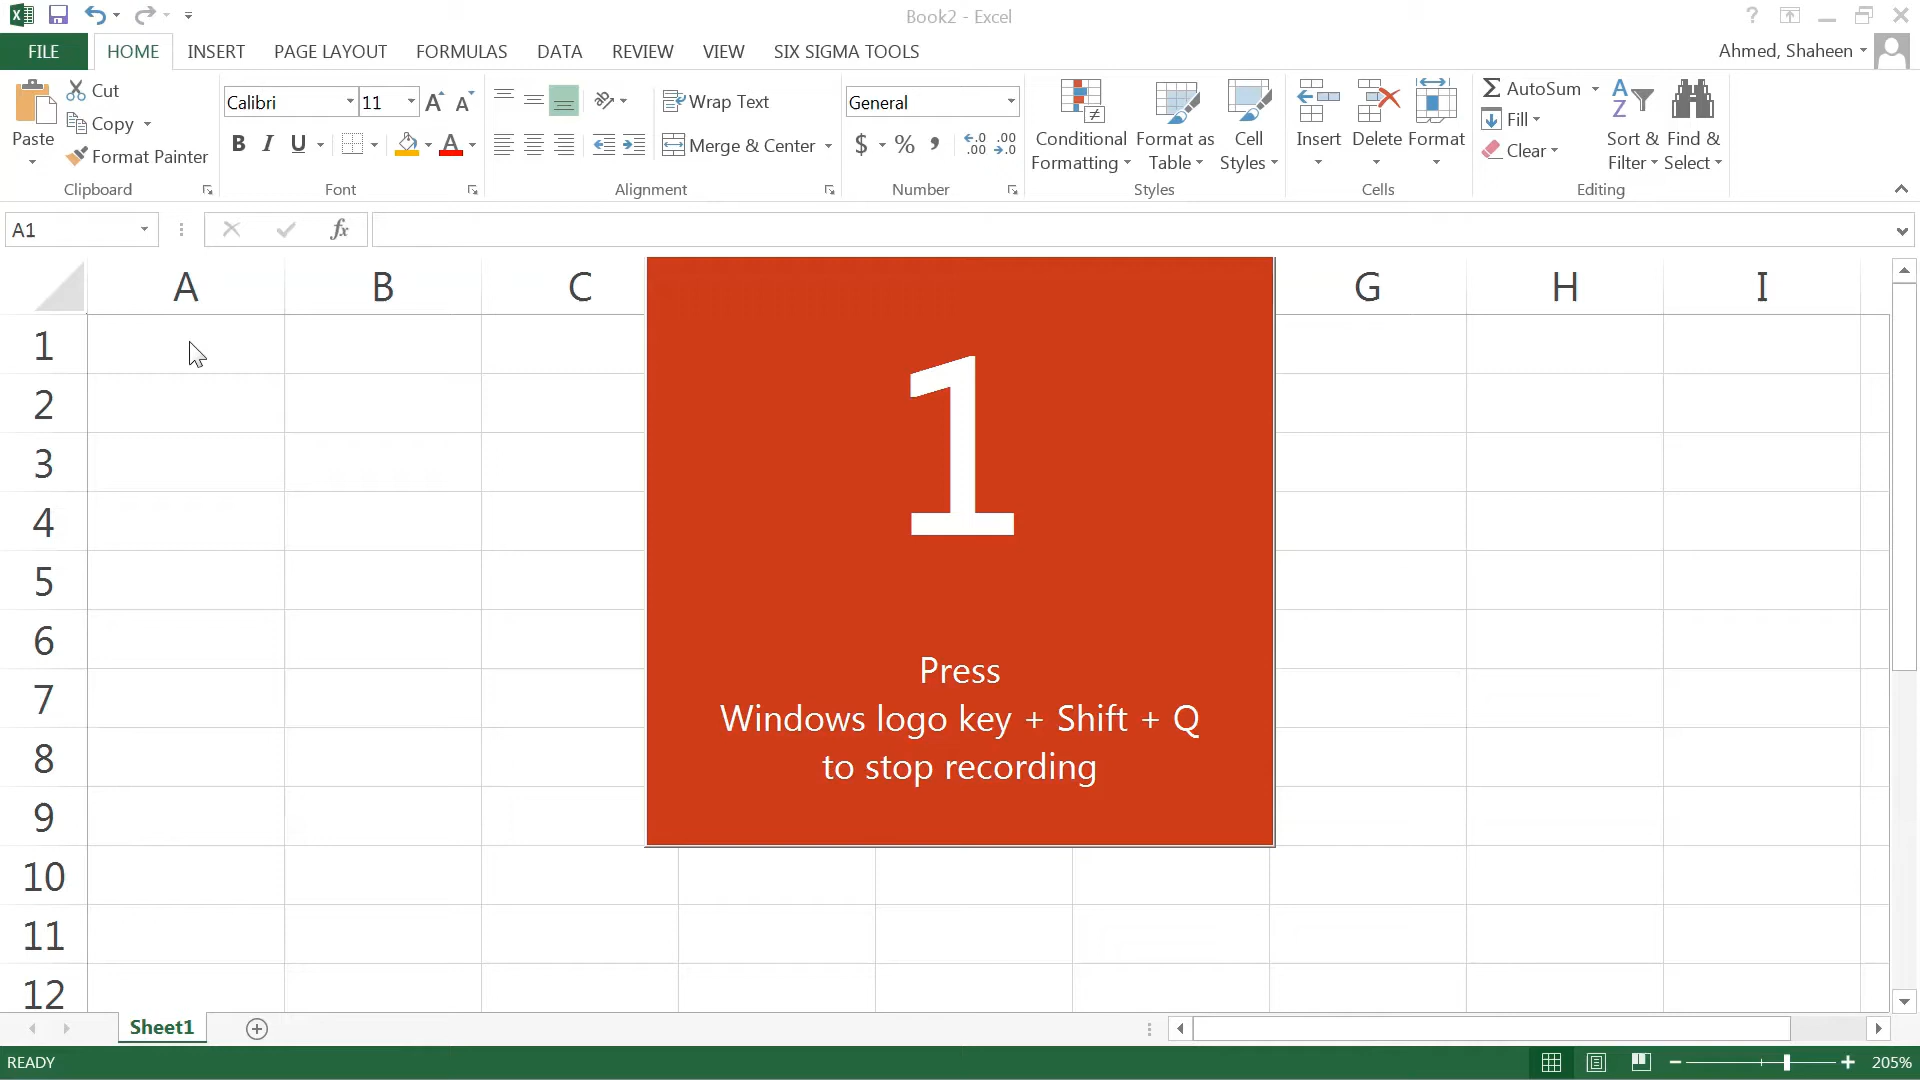 Book2 - Excel
FILE HOME INSERT PAGE LAYOUT FORMULAS DATA REVIEW VIEW SIX SIGMA TOOLS Ahmed, Shaheen
Paste
Cut
Copy
Format Painter
Clipboard
Calibri 11
B I U A
Font
Wrap Text
Merge & Center
Alignment
General
$ % ,
Number
Conditional Formatting
Format as Table
Cell Styles
Styles
Insert
Delete
Format
Cells
AutoSum
Fill
Clear
Sort & Filter
Find & Select
Editing
A1 fx
A B C G H I
1
2
3
4
5
6
7
8
9
10
11
12
1
Press
Windows logo key + Shift + Q
to stop recording
Sheet1
READY 205%